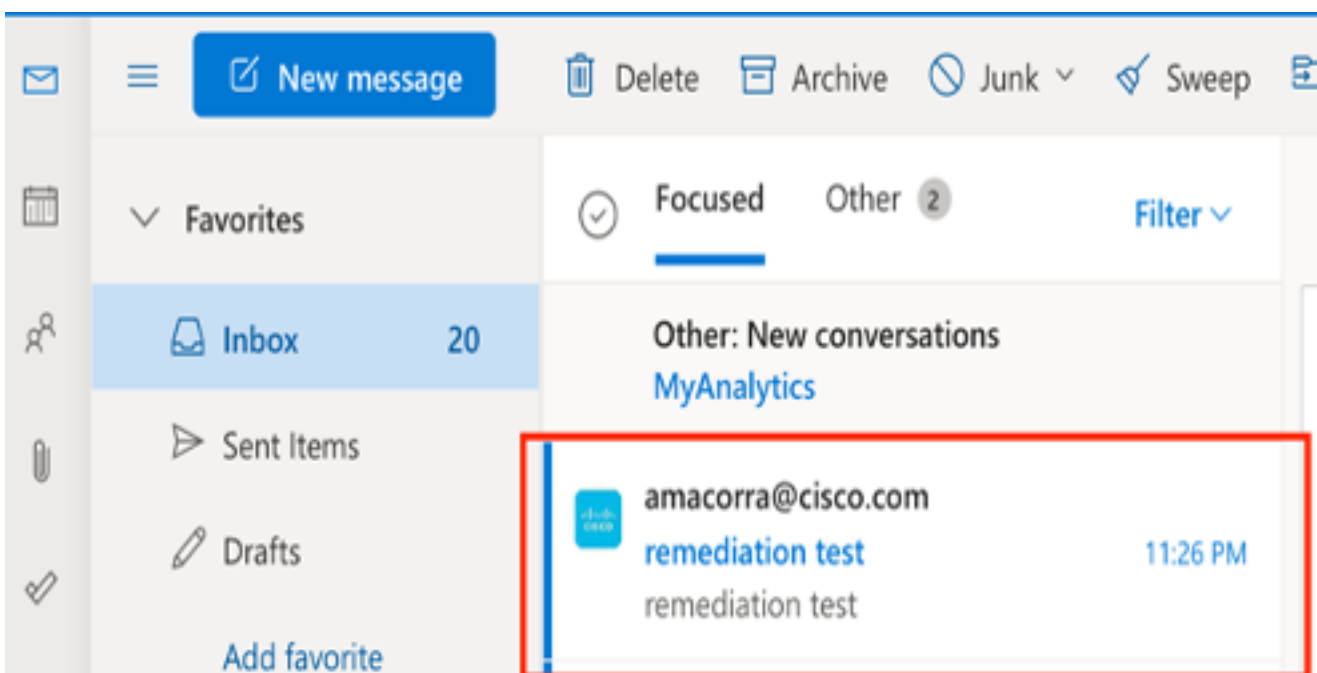 New message
Delete
Archive
Junk
Sweep
Favorites
Inbox 20
Sent Items
Drafts
Add favorite
Focused
Other 2
Filter
Other: New conversations
MyAnalytics
cisco
amacorra@cisco.com
remediation test 11:26 PM
remediation test